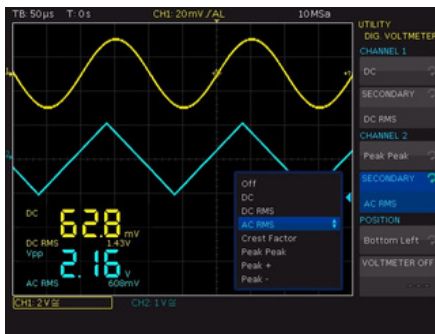 TB: 50µs T: 0s CH1: 20mV / AL 10MSa
UTILITY
DIG. VOLTMETER
CHANNEL 1
DC
SECONDARY
DC RMS
CHANNEL 2
Peak Peak
SECONDARY
AC RMS
POSITION
Bottom Left
VOLTMETER OFF
Off
DC
DC RMS
AC RMS
Crest Factor
Peak Peak
Peak +
Peak -
DC 62.8 mV
DC RMS 1.43V
Vpp 2.16 V
AC RMS 608mV
CH1: 2 V CH2: 1 V